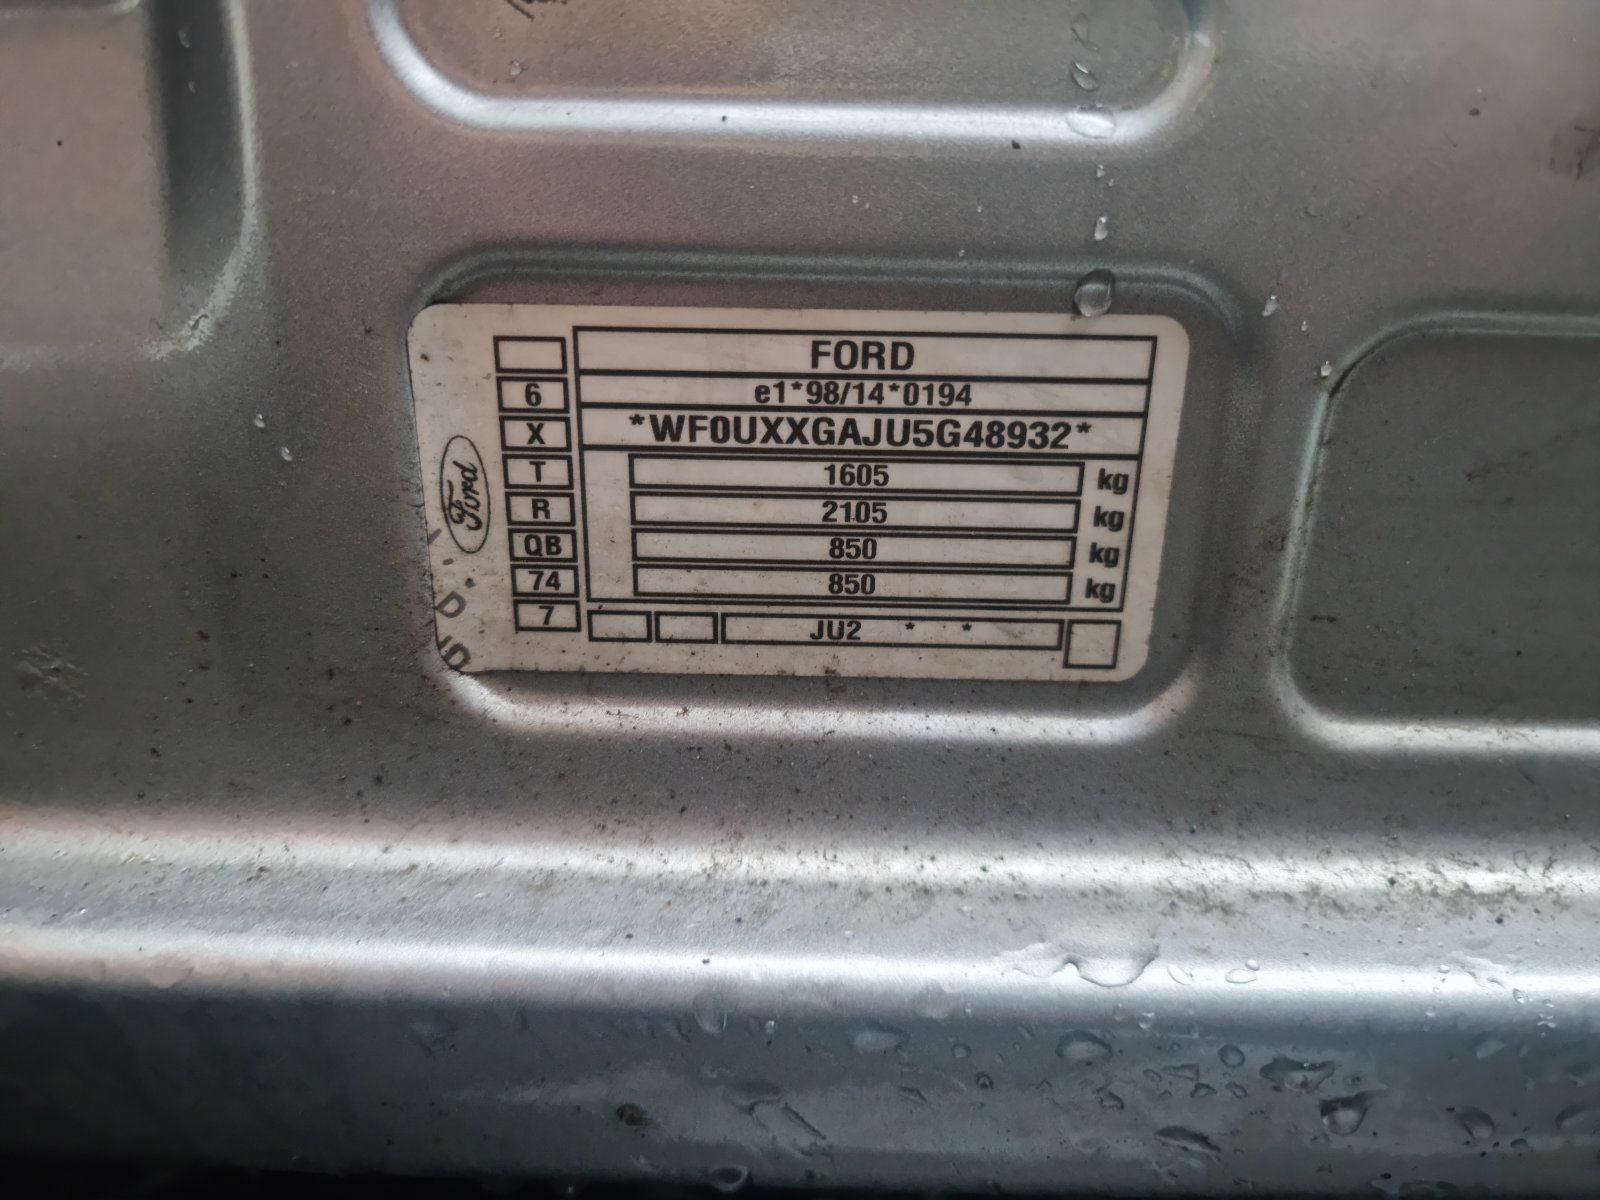 FORD
e1*98/14*0194
*WF0UXXGAJU5G48932*
1605 kg
2105 kg
850 kg
850 kg
JU2 * *
6
X
T
R
QB
74
7
Ford